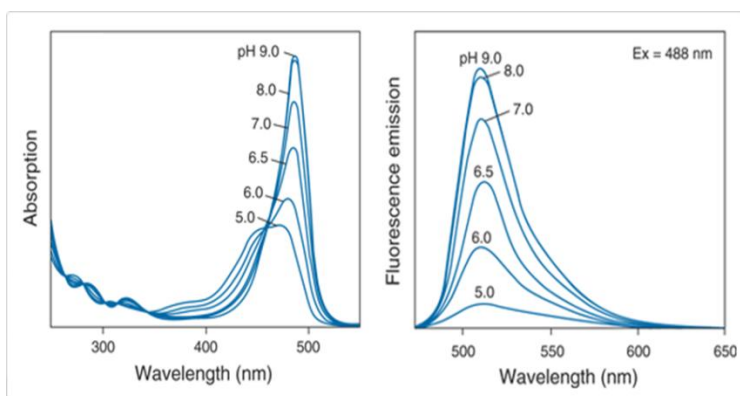 pH 9.0
8.0
7.0
6.5
6.0
5.0
Absorption
300
400
500
Wavelength (nm)
Ex = 488 nm
pH 9.0
8.0
7.0
6.5
6.0
5.0
Fluorescence emission
500
550
600
650
Wavelength (nm)